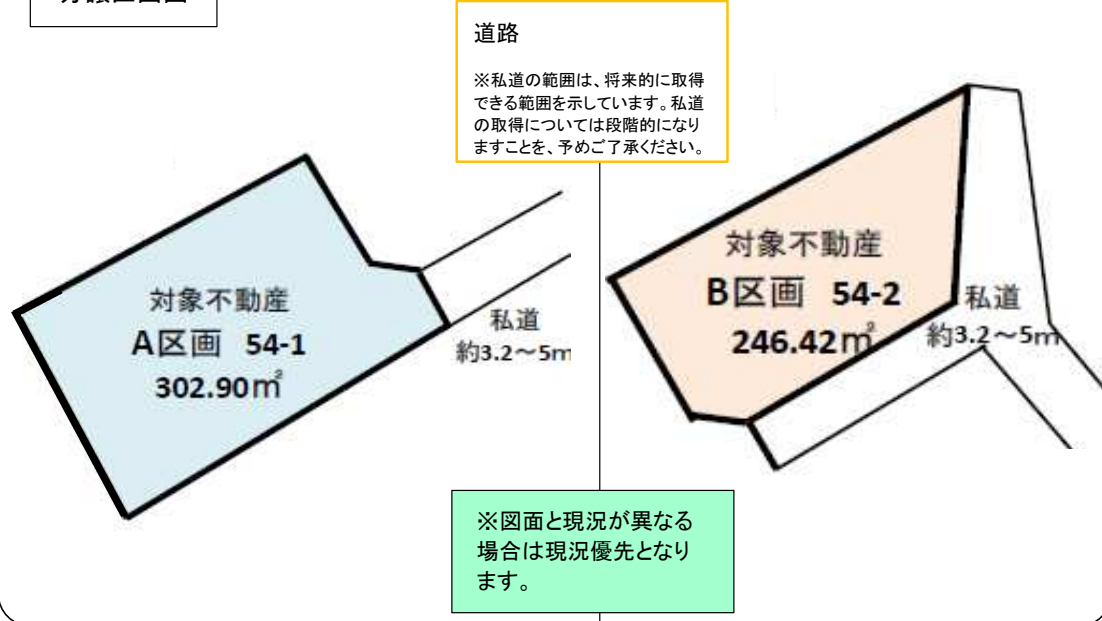 道路
※私道の範囲は、将来的に取得
できる範囲を示しています。私道
の取得については段階的になり
ますことを、予めご了承ください。
対象不動産
A区画 54-1
302.90㎡
私道
約3.2～5m
対象不動産
B区画 54-2
246.42㎡
私道
約3.2～5m
※図面と現況が異なる
場合は現況優先となり
ます。